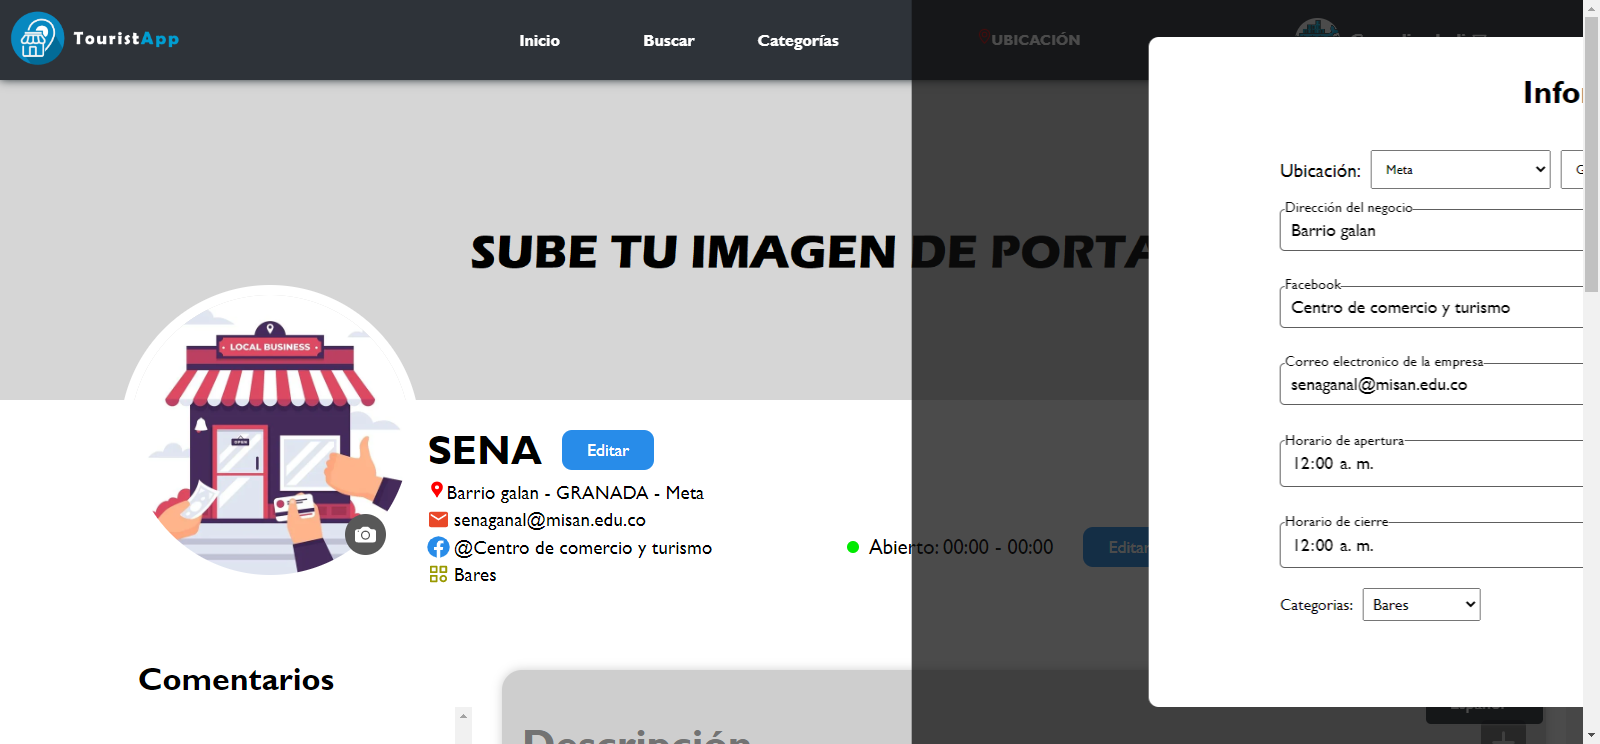 TouristApp
Inicio
Buscar
Categorías
UBICACIÓN
SUBE TU IMAGEN DE PORTA
LOCAL BUSINESS
OPEN
SENA
Editar
Barrio galan - GRANADA - Meta
senaganal@misan.edu.co
@Centro de comercio y turismo
Bares
Abierto: 00:00 - 00:00
Editar
Comentarios
Descripción
Infor
Ubicación:
Meta
G
Dirección del negocio
Barrio galan
Facebook
Centro de comercio y turismo
Correo electronico de la empresa
senaganal@misan.edu.co
Horario de apertura
12:00 a. m.
Horario de cierre
12:00 a. m.
Categorias:
Bares
Español